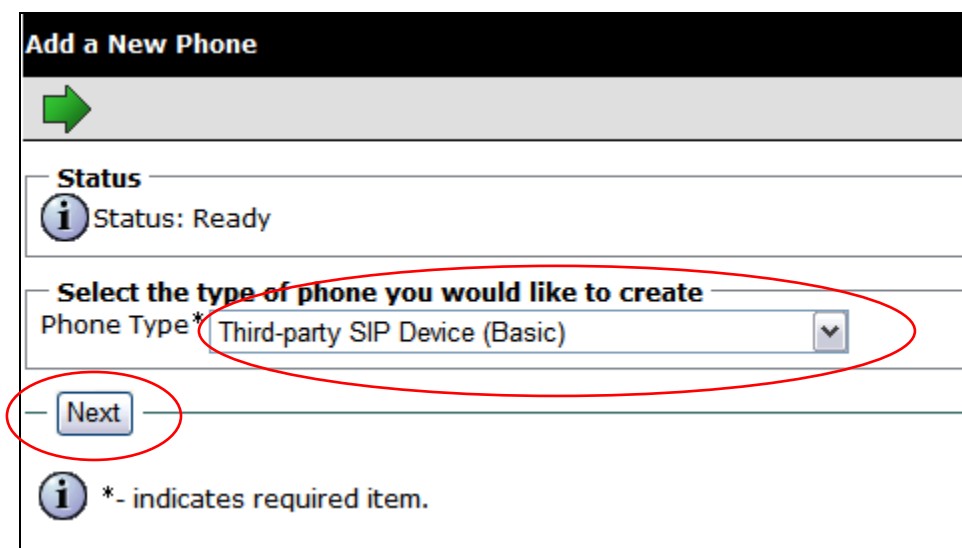 Add a New Phone
Status
i Status: Ready
Select the type of phone you would like to create
Phone Type* Third-party SIP Device (Basic)
Next
i *- indicates required item.